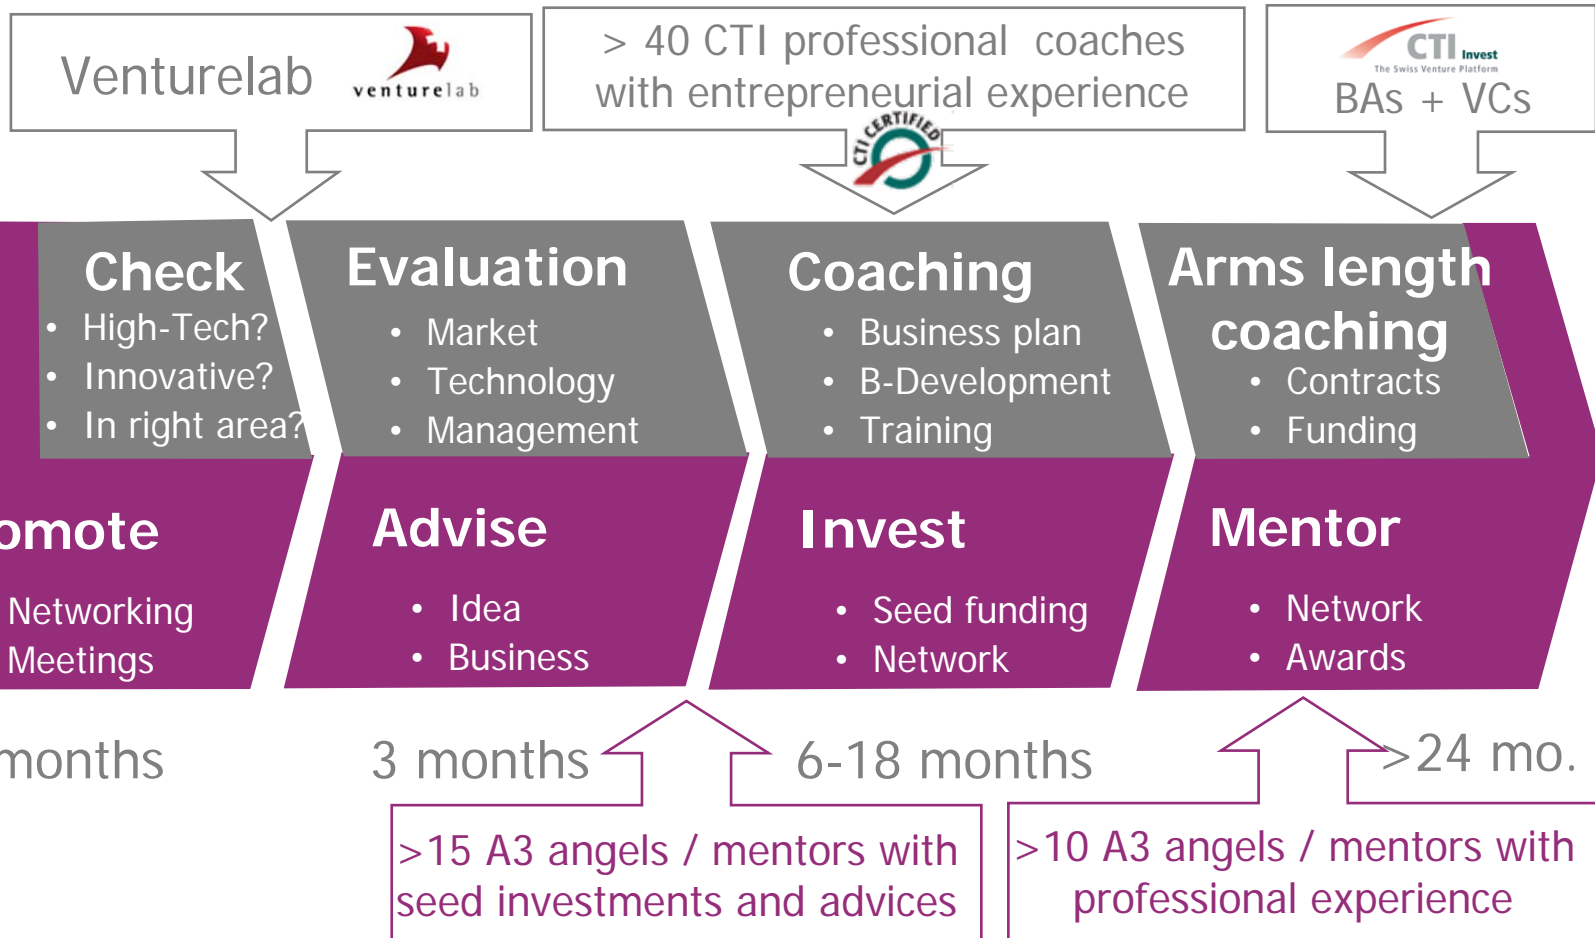 Venturelab
venturelab
> 40 CTI professional coaches
with entrepreneurial experience
CTI CERTIFIED
CTI Invest
The Swiss Venture Platform
BAs + VCs
Check
• High-Tech?
• Innovative?
• In right area?
Evaluation
• Market
• Technology
• Management
Coaching
• Business plan
• B-Development
• Training
Arms length
coaching
• Contracts
• Funding
omote
Networking
Meetings
Advise
• Idea
• Business
Invest
• Seed funding
• Network
Mentor
• Network
• Awards
months
3 months
6-18 months
>24 mo.
>15 A3 angels / mentors with
seed investments and advices
>10 A3 angels / mentors with
professional experience